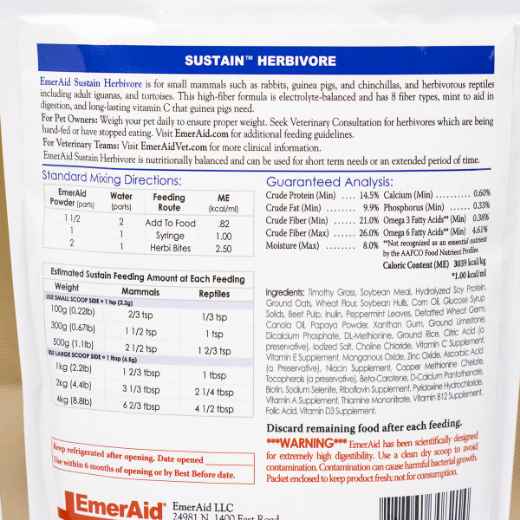 SUSTAIN™ HERBIVORE
EmerAid Sustain Herbivore is for small mammals such as rabbits, guinea pigs, and chinchillas, and herbivorous reptiles
including adult iguanas, and tortoises. This high-fiber formula is electrolyte-balanced and has 8 fiber types, mint to aid in
digestion, and long-lasting vitamin C that guinea pigs need.
For Pet Owners: Weigh your pet daily to ensure proper weight. Seek Veterinary Consultation for herbivores which are being
hand-fed or have stopped eating. Visit EmerAid.com for additional feeding guidelines.
For Veterinary Teams: Visit EmerAidVet.com for more clinical information.
EmerAid Sustain Herbivore is nutritionally balanced and can be used for short term needs or an extended period of time.
Standard Mixing Directions:
EmerAid Powder (parts) Water (parts) Feeding Route ME (kcal/ml)
1 1/2 2 Add To Food .82
1 2 Syringe 1.00
2 1 Herbi Bites 2.50
Estimated Sustain Feeding Amount at Each Feeding
Weight Mammals Reptiles
USE SMALL SCOOP SIDE = 1 tsp (2.2g)
100g (0.22lb) 2/3 tsp 1/3 tsp
300g (0.67lb) 1 1/2 tsp 1 tsp
500g (1.1lb) 2 1/2 tsp 1 2/3 tsp
USE LARGE SCOOP SIDE = 1 tbsp (6.8g)
1kg (2.2lb) 1 2/3 tbsp 1 tbsp
2kg (4.4lb) 3 1/3 tbsp 2 1/4 tbsp
4kg (8.8lb) 6 2/3 tbsp 4 1/2 tbsp
Keep refrigerated after opening. Date opened
Use within 6 months of opening or by Best Before date.
EmerAid®
EmerAid LLC
24981 N. 1400 East Road
Guaranteed Analysis:
Crude Protein (Min) .... 14.5%
Crude Fat (Min) ........ 9.9%
Crude Fiber (Min) ...... 21.0%
Crude Fiber (Max) ...... 26.0%
Moisture (Max) ........ 8.0%
Calcium (Min) .......... 0.60%
Phosphorus (Min) ....... 0.33%
Omega 3 Fatty Acids** (Min) 0.38%
Omega 6 Fatty Acids** (Min) 4.61%
**Not recognized as an essential nutrient
by the AAFCO Food Nutrient Profiles.
Caloric Content (ME) 3039 kcal/kg
*1.00 kcal/ml
Ingredients: Timothy Grass, Soybean Meal, Hydrolyzed Soy Protein,
Ground Oats, Wheat Flour, Soybean Hulls, Corn Oil, Glucose Syrup
Solids, Beet Pulp, Inulin, Peppermint Leaves, Defatted Wheat Germ,
Canola Oil, Papaya Powder, Xanthan Gum, Ground Limestone,
Dicalcium Phosphate, DL-Methionine, Ground Rice, Citric Acid (a
preservative), Iodized Salt, Choline Chloride, Vitamin C Supplement,
Vitamin E Supplement, Manganous Oxide, Zinc Oxide, Ascorbic Acid
(a Preservative), Niacin Supplement, Copper Methionine Chelate,
Tocopherols (a preservative), Beta-Carotene, D-Calcium Pantothenate,
Biotin, Sodium Selenite, Riboflavin Supplement, Pyridoxine Hydrochloride,
Vitamin A Supplement, Thiamine Mononitrate, Vitamin B12 Supplement,
Folic Acid, Vitamin D3 Supplement.
Discard remaining food after each feeding.
***WARNING*** EmerAid has been scientifically designed
for extremely high digestibility. Use a clean dry scoop to avoid
contamination. Contamination can cause harmful bacterial growth.
Packet enclosed to keep product fresh; not for consumption.